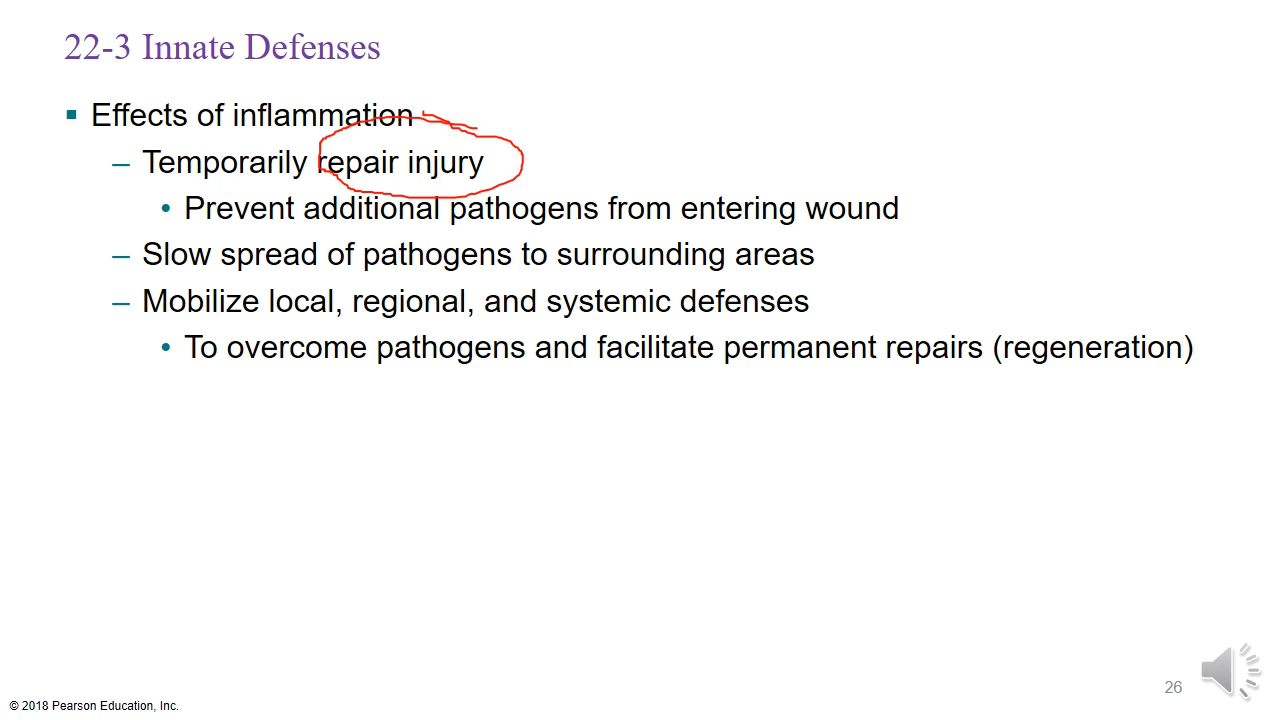 22-3 Innate Defenses
▪ Effects of inflammation
– Temporarily repair injury
• Prevent additional pathogens from entering wound
– Slow spread of pathogens to surrounding areas
– Mobilize local, regional, and systemic defenses
• To overcome pathogens and facilitate permanent repairs (regeneration)
26
© 2018 Pearson Education, Inc.